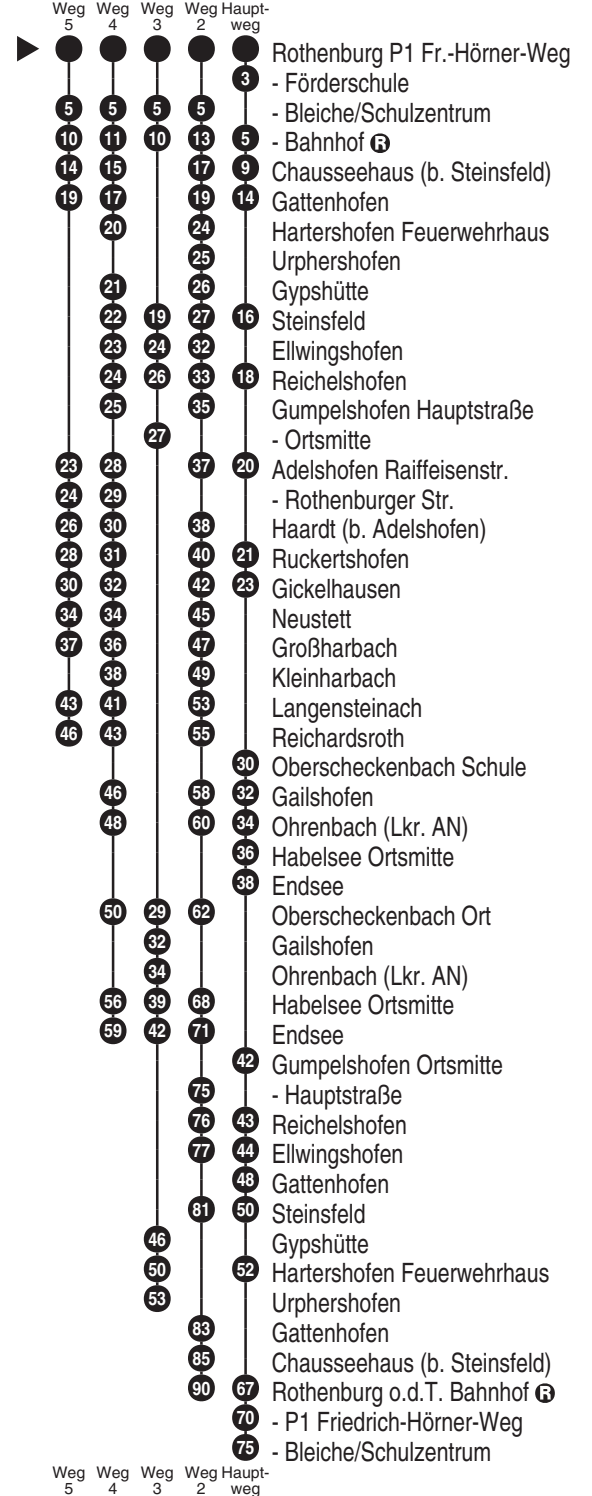 Weg Weg Weg Weg Haupt-
5 4 3 2 weg
Rothenburg P1 Fr.-Hörner-Weg
3 - Förderschule
5 5 5 5 - Bleiche/Schulzentrum
10 11 10 13 5 - Bahnhof R
14 15 17 9 Chausseehaus (b. Steinsfeld)
19 17 19 14 Gattenhofen
20 24 Hartershofen Feuerwehrhaus
25 Urphershofen
21 26 Gypshütte
22 19 27 16 Steinsfeld
23 24 32 Ellwingshofen
24 26 33 18 Reichelshofen
25 35 Gumpelshofen Hauptstraße
27 - Ortsmitte
23 28 37 20 Adelshofen Raiffeisenstr.
24 29 - Rothenburger Str.
26 30 38 Haardt (b. Adelshofen)
28 31 40 21 Ruckertshofen
30 32 42 23 Gickelhausen
34 34 45 Neustett
37 36 47 Großharbach
38 49 Kleinharbach
43 41 53 Langensteinach
46 43 55 Reichardsroth
30 Oberscheckenbach Schule
46 58 32 Gailshofen
48 60 34 Ohrenbach (Lkr. AN)
36 Habelsee Ortsmitte
38 Endsee
50 29 62 Oberscheckenbach Ort
32 Gailshofen
34 Ohrenbach (Lkr. AN)
56 39 68 Habelsee Ortsmitte
59 42 71 Endsee
42 Gumpelshofen Ortsmitte
75 - Hauptstraße
76 43 Reichelshofen
77 44 Ellwingshofen
48 Gattenhofen
81 50 Steinsfeld
46 Gypshütte
50 52 Hartershofen Feuerwehrhaus
53 Urphershofen
83 Gattenhofen
85 Chausseehaus (b. Steinsfeld)
90 67 Rothenburg o.d.T. Bahnhof R
70 - P1 Friedrich-Hörner-Weg
75 - Bleiche/Schulzentrum
Weg Weg Weg Weg Haupt-
5 4 3 2 weg